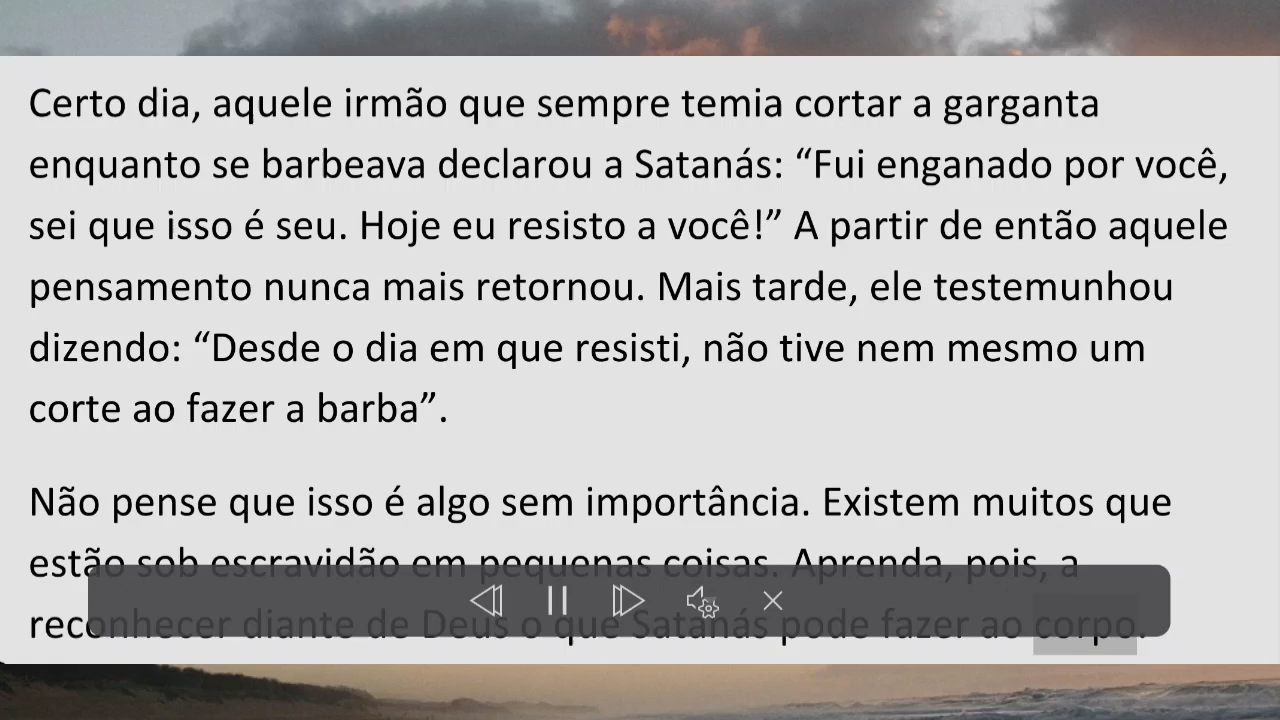 Certo dia, aquele irmão que sempre temia cortar a garganta
enquanto se barbeava declarou a Satanás: “Fui enganado por você,
sei que isso é seu. Hoje eu resisto a você!” A partir de então aquele
pensamento nunca mais retornou. Mais tarde, ele testemunhou
dizendo: “Desde o dia em que resisti, não tive nem mesmo um
corte ao fazer a barba”.
Não pense que isso é algo sem importância. Existem muitos que
estão sob escravidão em pequenas coisas. Aprenda, pois, a
reconhecer diante de Deus o que Satanás pode fazer ao corpo.